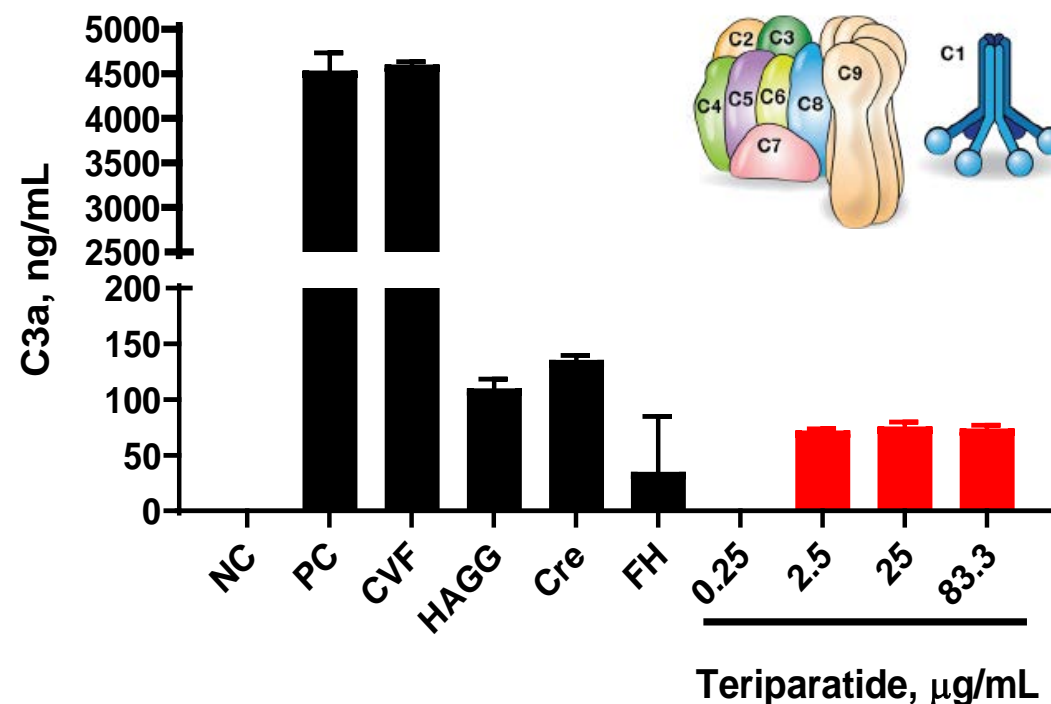 C3a, ng/mL
5000
4500
4000
3500
3000
2500
200
150
100
50
0
C2
C3
C1
C9
C4
C5
C6
C8
C7
NC
PC
CVF
HAGG
Cre
FH
0.25
2.5
25
83.3
Teriparatide, μg/mL